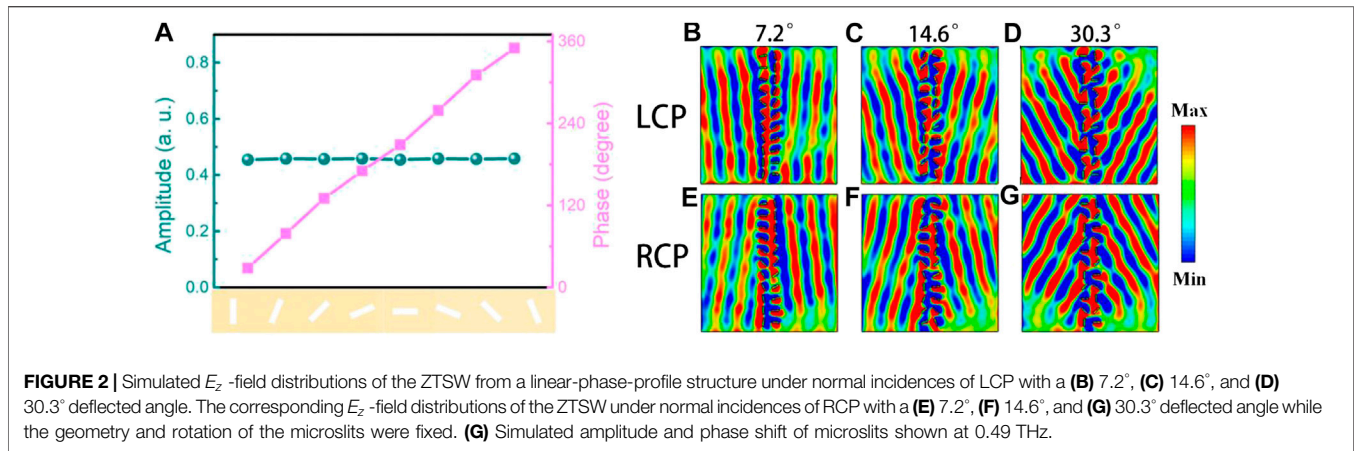 A B 7.2° C 14.6° D 30.3°
0.8 360
Amplitude (a. u.)
0.6 240
0.4
0.2 120
0.0 0
Phase (degree)
LCP
Max
E F G
RCP
Min
FIGURE 2 | Simulated E_z -field distributions of the ZTSW from a linear-phase-profile structure under normal incidences of LCP with a (B) 7.2°, (C) 14.6°, and (D)
30.3° deflected angle. The corresponding E_z -field distributions of the ZTSW under normal incidences of RCP with a (E) 7.2°, (F) 14.6°, and (G) 30.3° deflected angle while
the geometry and rotation of the microslits were fixed. (G) Simulated amplitude and phase shift of microslits shown at 0.49 THz.